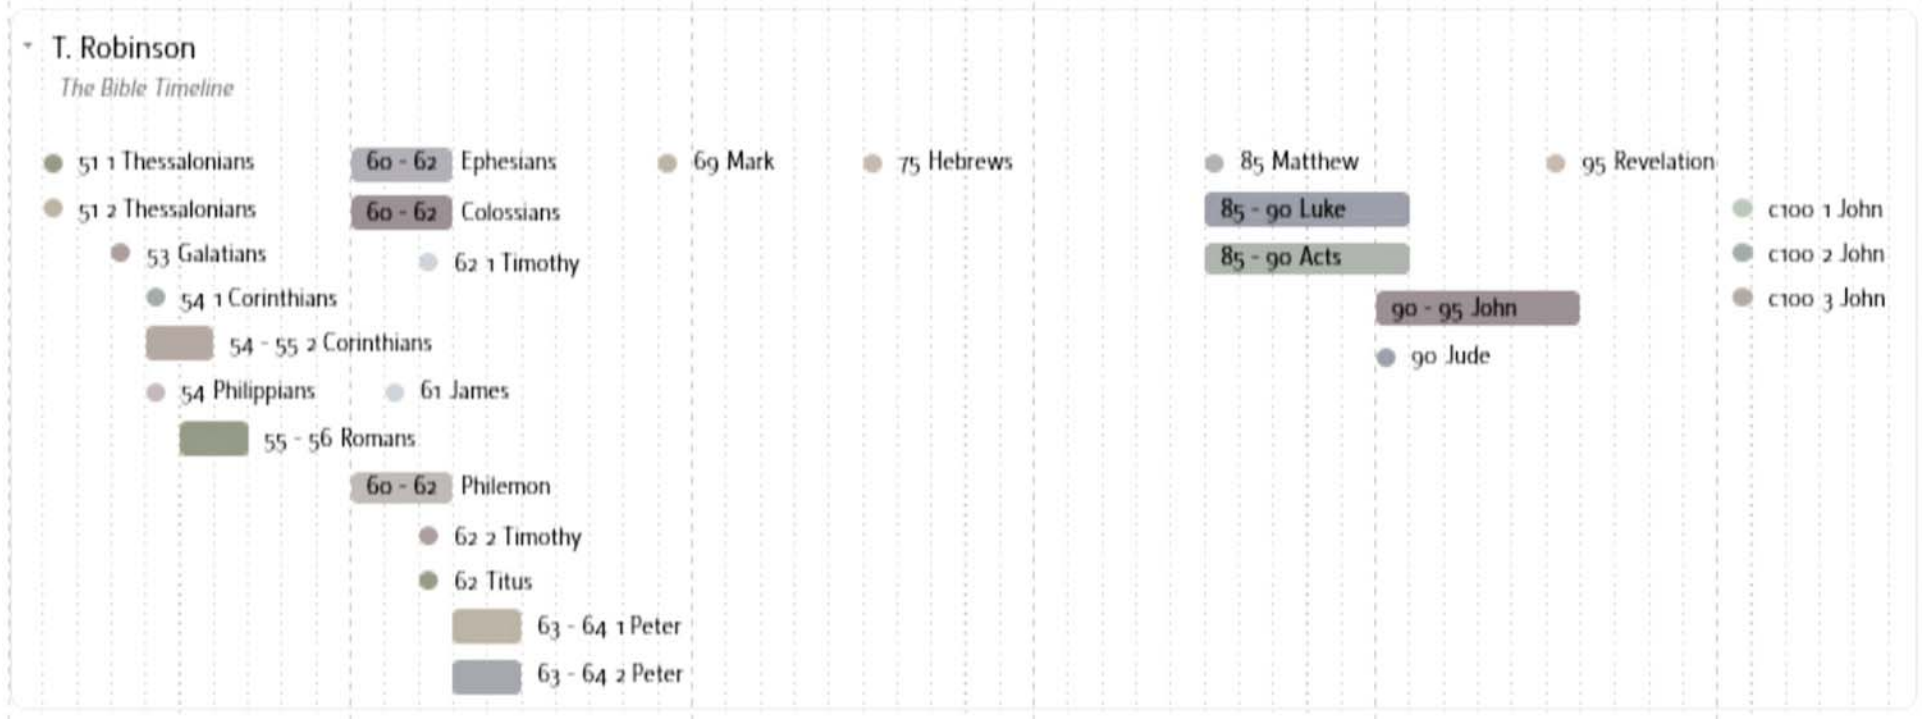 T. Robinson
The Bible Timeline
51 1 Thessalonians
60 - 62 Ephesians
69 Mark
75 Hebrews
85 Matthew
95 Revelation
51 2 Thessalonians
60 - 62 Colossians
85 - 90 Luke
c100 1 John
53 Galatians
62 1 Timothy
85 - 90 Acts
c100 2 John
54 1 Corinthians
90 - 95 John
c100 3 John
54 - 55 2 Corinthians
90 Jude
54 Philippians
61 James
55 - 56 Romans
60 - 62 Philemon
62 2 Timothy
62 Titus
63 - 64 1 Peter
63 - 64 2 Peter